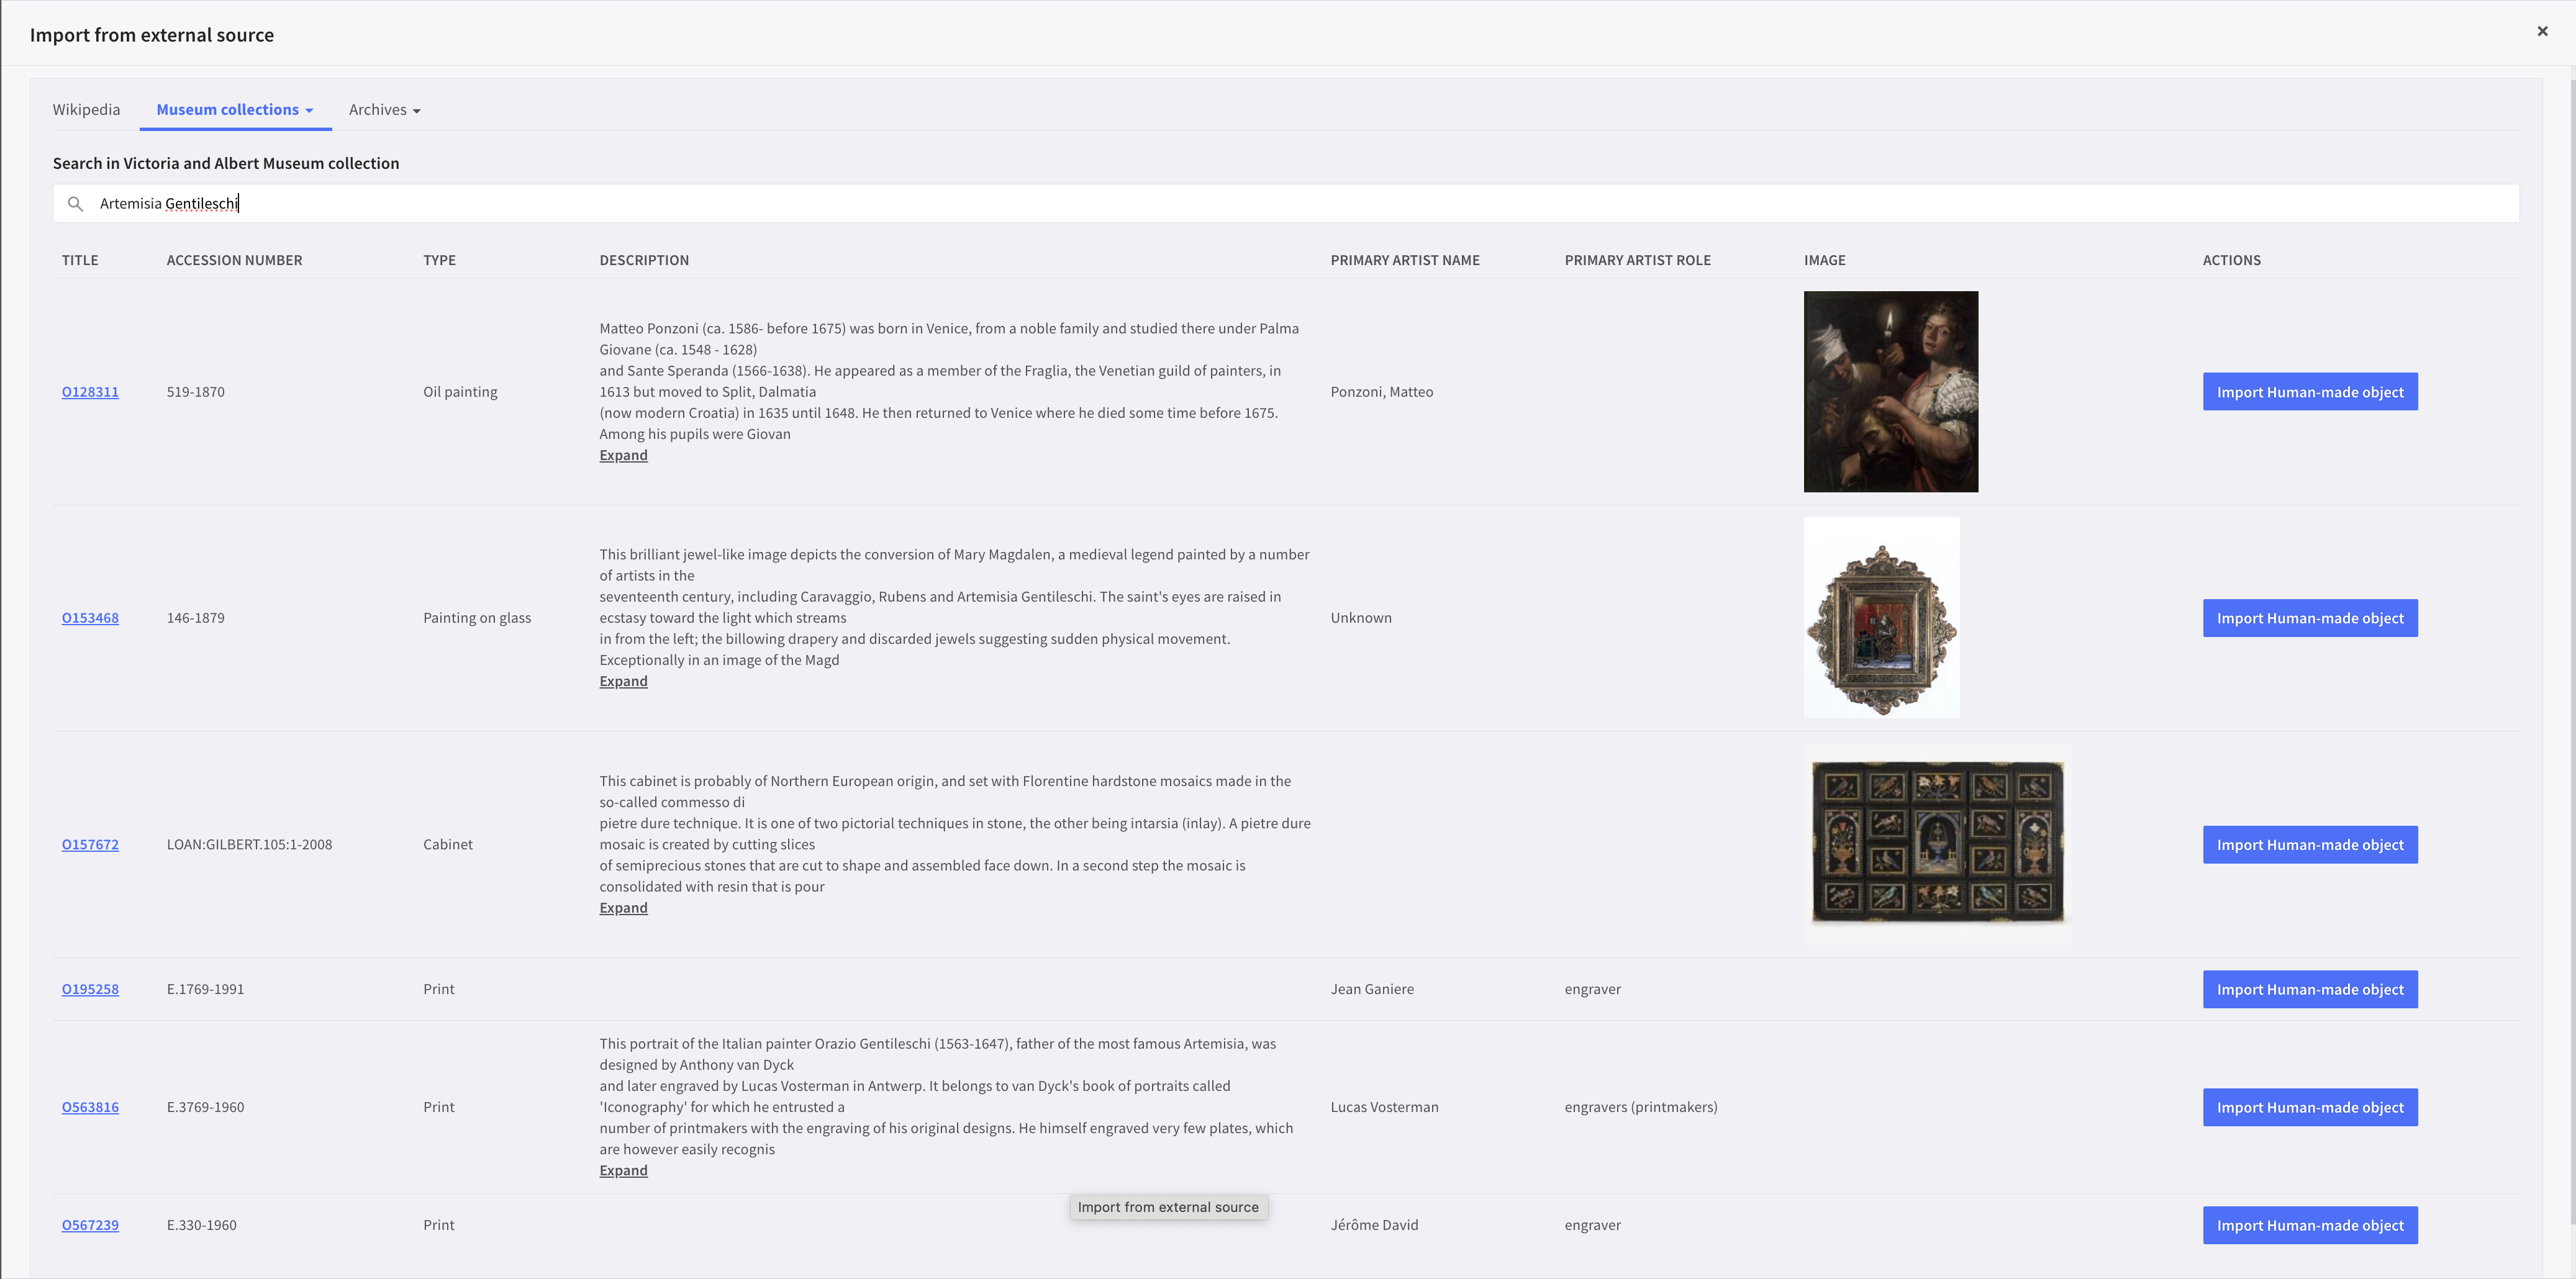 Import from external source
×
Wikipedia Museum collections Archives
Search in Victoria and Albert Museum collection
Artemisia Gentileschi
TITLE ACCESSION NUMBER TYPE DESCRIPTION PRIMARY ARTIST NAME PRIMARY ARTIST ROLE IMAGE ACTIONS
Matteo Ponzoni (ca. 1586- before 1675) was born in Venice, from a noble family and studied there under Palma
Giovane (ca. 1548 - 1628)
and Sante Speranda (1566-1638). He appeared as a member of the Fraglia, the Venetian guild of painters, in
O128311 519-1870 Oil painting 1613 but moved to Split, Dalmatia Ponzoni, Matteo Import Human-made object
(now modern Croatia) in 1635 until 1648. He then returned to Venice where he died some time before 1675.
Among his pupils were Giovan
Expand
This brilliant jewel-like image depicts the conversion of Mary Magdalen, a medieval legend painted by a number
of artists in the
seventeenth century, including Caravaggio, Rubens and Artemisia Gentileschi. The saint's eyes are raised in
O153468 146-1879 Painting on glass ecstasy toward the light which streams Unknown Import Human-made object
in from the left; the billowing drapery and discarded jewels suggesting sudden physical movement.
Exceptionally in an image of the Magd
Expand
This cabinet is probably of Northern European origin, and set with Florentine hardstone mosaics made in the
so-called commesso di
pietre dure technique. It is one of two pictorial techniques in stone, the other being intarsia (inlay). A pietre dure
O157672 LOAN:GILBERT.105:1-2008 Cabinet mosaic is created by cutting slices Import Human-made object
of semiprecious stones that are cut to shape and assembled face down. In a second step the mosaic is
consolidated with resin that is pour
Expand
O195258 E.1769-1991 Print Jean Ganiere engraver Import Human-made object
This portrait of the Italian painter Orazio Gentileschi (1563-1647), father of the most famous Artemisia, was
designed by Anthony van Dyck
and later engraved by Lucas Vosterman in Antwerp. It belongs to van Dyck's book of portraits called
O563816 E.3769-1960 Print 'Iconography' for which he entrusted a Lucas Vosterman engravers (printmakers) Import Human-made object
number of printmakers with the engraving of his original designs. He himself engraved very few plates, which
are however easily recognis
Expand
Import from external source
O567239 E.330-1960 Print Jérôme David engraver Import Human-made object